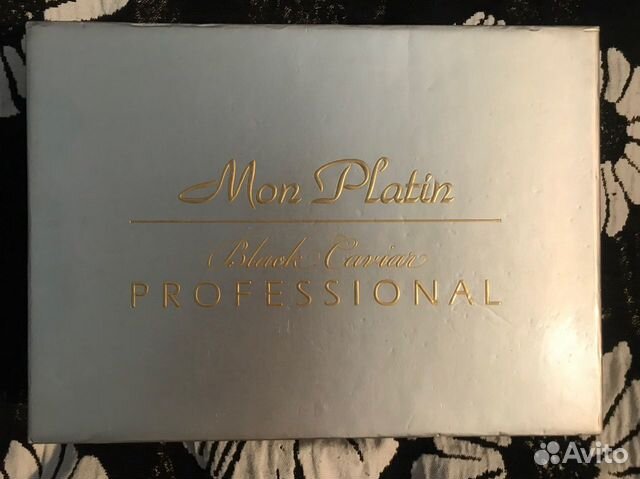 Mon Platin
Black Caviar
PROFESSIONAL
Avito